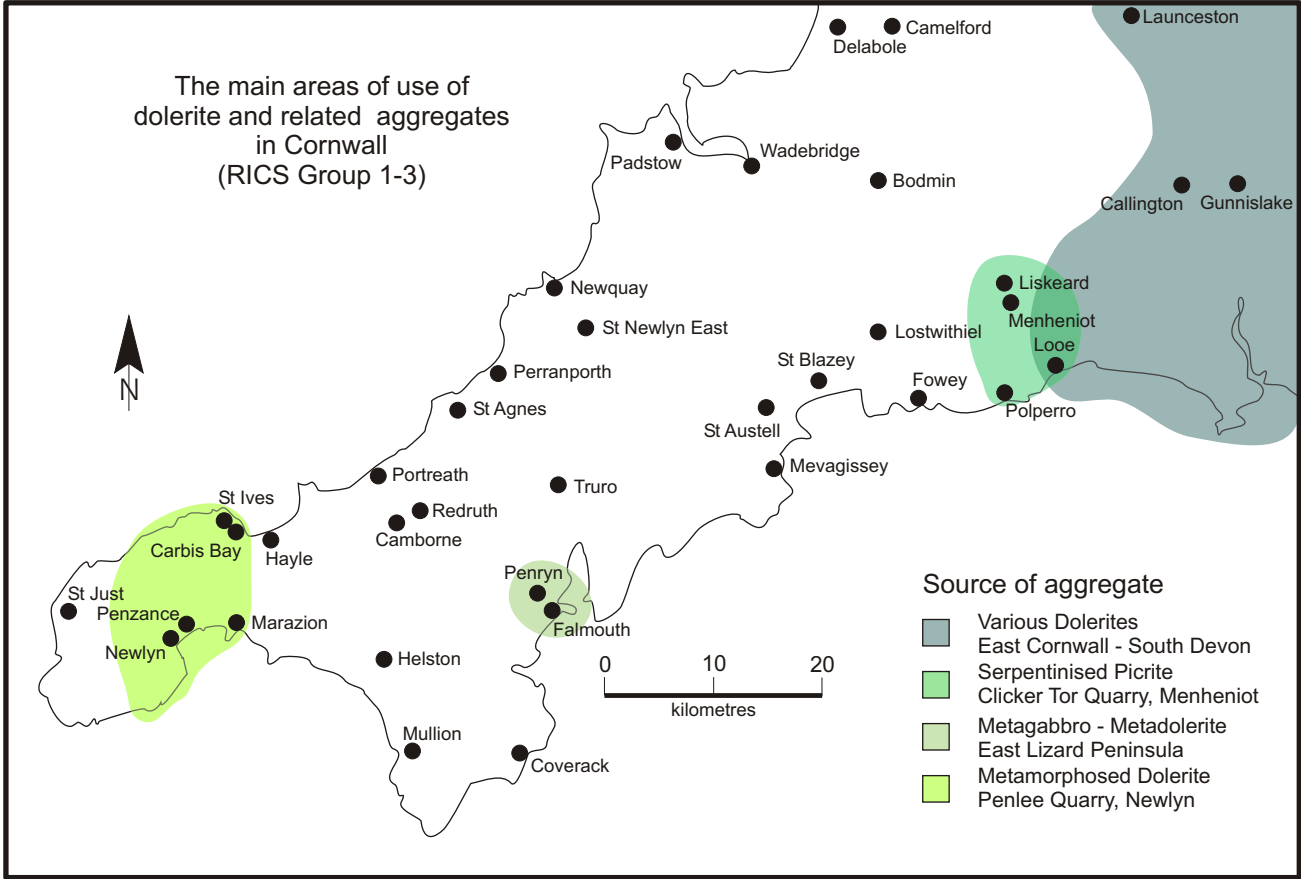 The main areas of use of
dolerite and related aggregates
in Cornwall
(RICS Group 1-3)
Launceston
Camelford
Delabole
Padstow
Wadebridge
Bodmin
Callington
Gunnislake
Newquay
St Newlyn East
Liskeard
Menheniot
Looe
Lostwithiel
Polperro
Perranporth
St Agnes
St Blazey
Fowey
St Austell
Mevagissey
N
Portreath
Truro
Redruth
Camborne
St Ives
Carbis Bay
Hayle
St Just
Penzance
Newlyn
Marazion
Penryn
Falmouth
Helston
Mullion
Coverack
0 10 20
kilometres
Source of aggregate
Various Dolerites
East Cornwall - South Devon
Serpentinised Picrite
Clicker Tor Quarry, Menheniot
Metagabbro - Metadolerite
East Lizard Peninsula
Metamorphosed Dolerite
Penlee Quarry, Newlyn